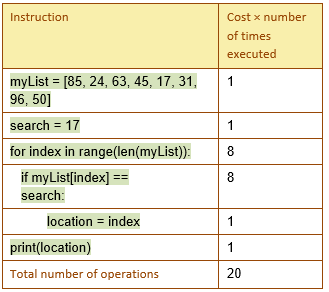 Instruction
Cost × number
of times
executed
myList = [85, 24, 63, 45, 17, 31,
96, 50]
1
search = 17
1
for index in range(len(myList)):
8
if myList[index] ==
search:
8
location = index
1
print(location)
1
Total number of operations
20